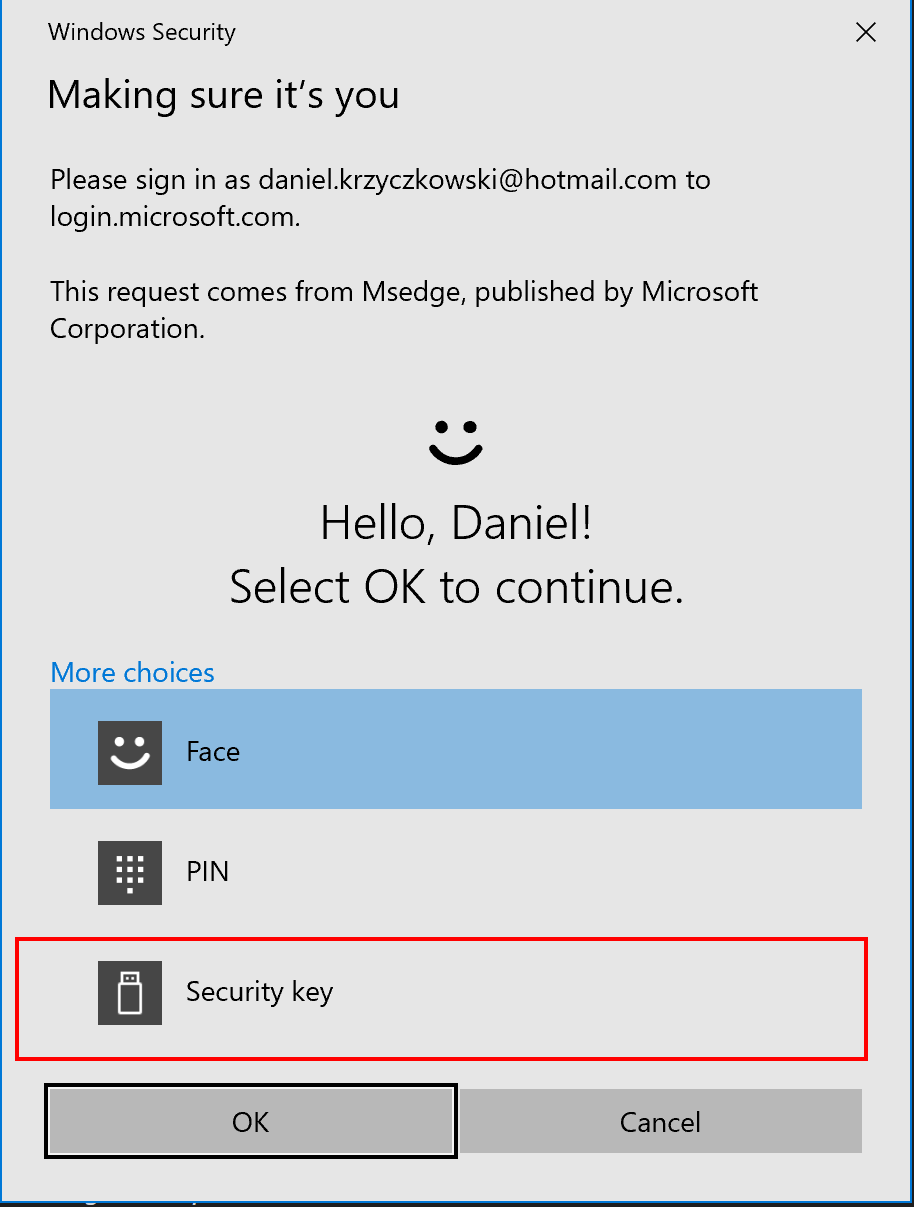 Windows Security
Making sure it’s you
Please sign in as daniel.krzyczkowski@hotmail.com to
login.microsoft.com.
This request comes from Msedge, published by Microsoft
Corporation.
Hello, Daniel!
Select OK to continue.
More choices
Face
PIN
Security key
OK
Cancel